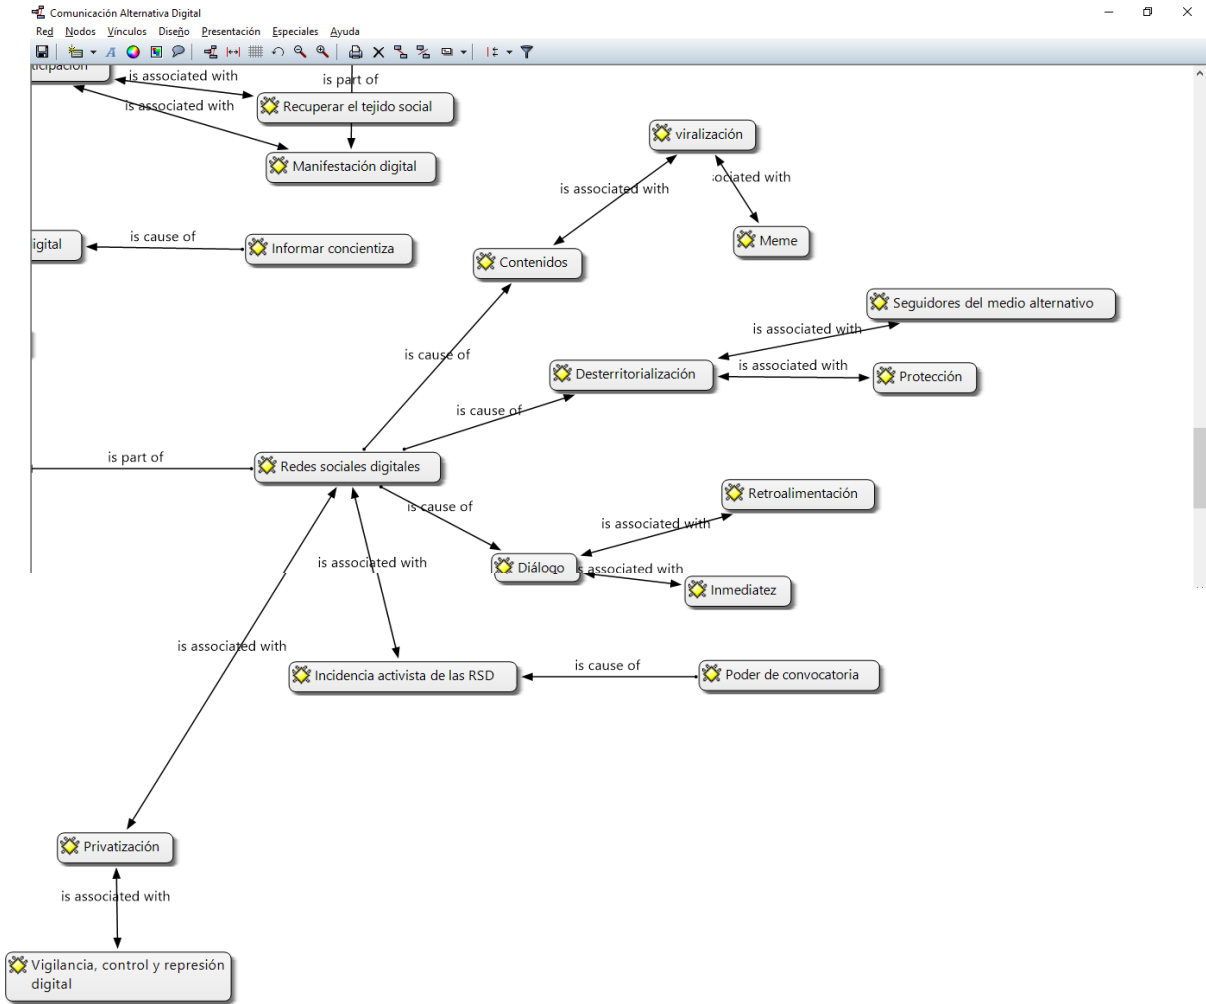 Comunicación Alternativa Digital
Red Nodos Vínculos Diseño Presentación Especiales Ayuda
is associated with
is part of
Recuperar el tejido social
is associated with
Manifestación digital
viralización
is associated with
sociated with
Meme
igital
is cause of
Informar concientiza
Contenidos
Seguidores del medio alternativo
is associated with
is cause of
Desterritorialización
is associated with
Protección
is cause of
is part of
Redes sociales digitales
Retroalimentación
is cause of
is associated with
is associated with
Diálogo
is associated with
Inmediatez
is associated with
Incidencia activista de las RSD
is cause of
Poder de convocatoria
Privatización
is associated with
Vigilancia, control y represión
digital